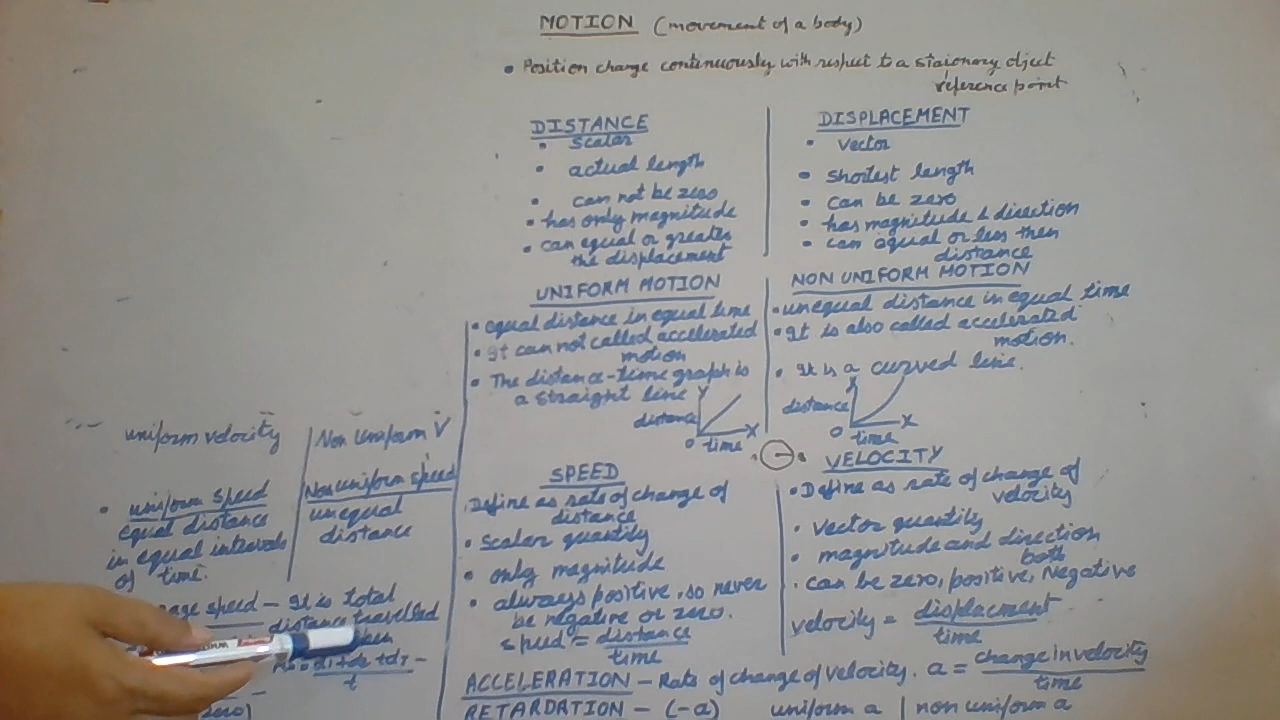 MOTION (movement of a body)
• Position change continuously with respect to a staionary object
reference point
DISTANCE
• Scalar
• actual length
• can not be zero
• has only magnitude
• can equal or greater
the displacement
DISPLACEMENT
• Vector
• Shortest length
• can be zero
• has magnitude & direction
• can equal or less then
distance
UNIFORM MOTION
• equal distance in equal time
• It can not called accelerated
motion
• The distance-time graph is
a straight line
Y
distance
O time X
NON UNIFORM MOTION
• unequal distance in equal time
• It is also called accelerated
motion.
• It is a curved line.
Y
distance
O time X
uniform velocity
• uniform speed
equal distance
in equal intervals
of time.
Non Uniform V
Non uniform speed
unequal
distance
SPEED
Define as rate of change of
distance
• Scalar quantity
• only magnitude
• always positive, so never
be negative or zero.
speed = distance
time
VELOCITY
• Define as rate of change of
velocity
• Vector quantity
• magnitude and direction
both
• can be zero, positive, Negative
velocity = displacment
time
speed – It is total
distance travelled
t
ACCELERATION – Rate of change of velocity. a = change in velocity
time
RETARDATION – (-a) uniform a | non uniform a